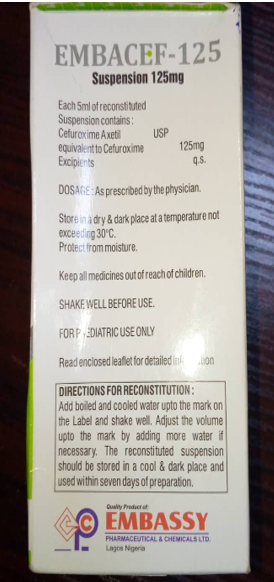 EMBACEF-125
Suspension 125mg
Each 5ml of reconstituted
Suspension contains :
Cefuroxime Axetil USP
equivalent to Cefuroxime 125mg
Excipients q.s.
DOSAGE : As prescribed by the physician.
Store in a dry & dark place at a temperature not
exceeding 30°C.
Protect from moisture.
Keep all medicines out of reach of children.
SHAKE WELL BEFORE USE.
FOR PAEDIATRIC USE ONLY
Read enclosed leaflet for detailed
DIRECTIONS FOR RECONSTITUTION :
Add boiled and cooled water upto the mark on
the Label and shake well. Adjust the volume
upto the mark by adding more water if
necessary. The reconstituted suspension
should be stored in a cool & dark place and
used within seven days of preparation.
Quality Product of:
EMBASSY
PHARMACEUTICAL & CHEMICALS LTD.
Lagos Nigeria